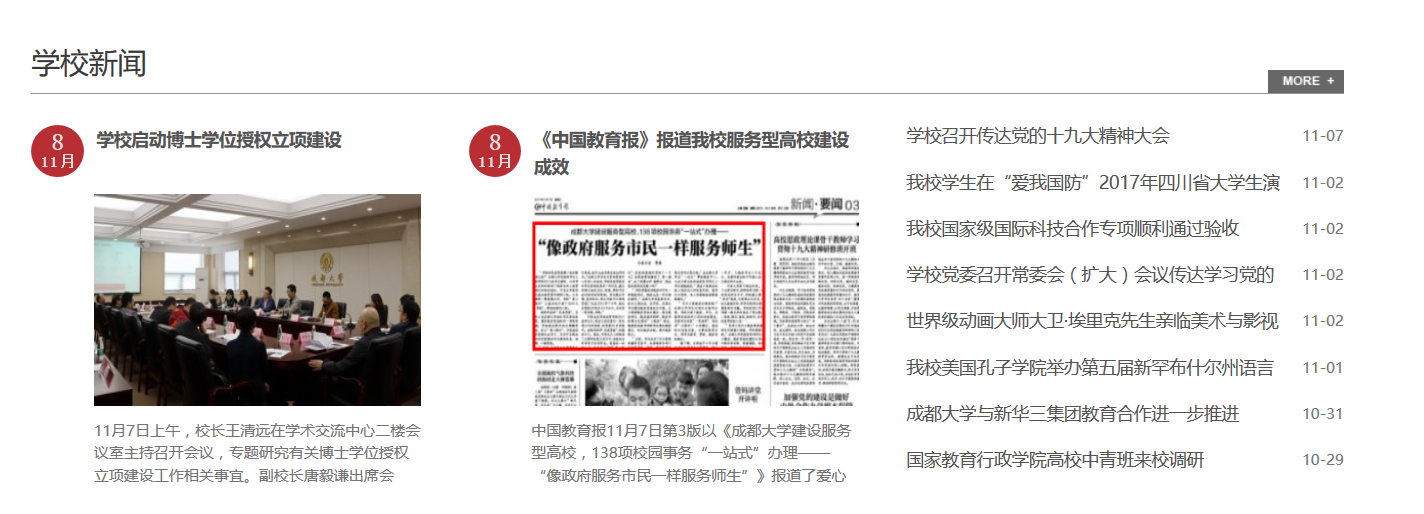 学校新闻
MORE +
8
11月
学校启动博士学位授权立项建设
成都大学
11月7日上午，校长王清远在学术交流中心二楼会
议室主持召开会议，专题研究有关博士学位授权
立项建设工作相关事宜。副校长唐毅谦出席会
8
11月
《中国教育报》报道我校服务型高校建设
成效
新闻·要闻 03
成都大学建设服务型高校，138项校园事务“一站式”办理——
“像政府服务市民一样服务师生”
中国教育报11月7日第3版以《成都大学建设服务
型高校，138项校园事务“一站式”办理——
“像政府服务市民一样服务师生”》报道了爱心
学校召开传达党的十九大精神大会 11-07
我校学生在“爱我国防”2017年四川省大学生演 11-02
我校国家级国际科技合作专项顺利通过验收 11-02
学校党委召开常委会（扩大）会议传达学习党的 11-02
世界级动画大师大卫·埃里克先生亲临美术与影视 11-02
我校美国孔子学院举办第五届新罕布什尔州语言 11-01
成都大学与新华三集团教育合作进一步推进 10-31
国家教育行政学院高校中青班来校调研 10-29